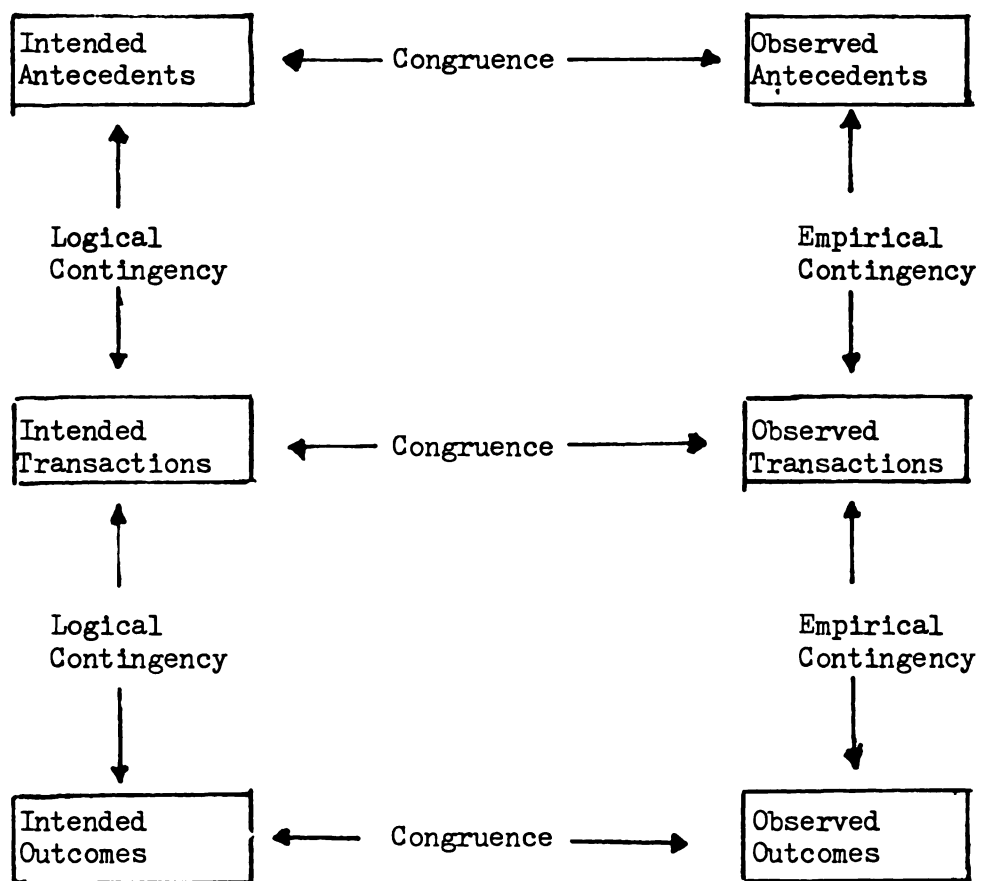 Intended
Antecedents
Congruence
Observed
Antecedents
Logical
Contingency
Empirical
Contingency
Intended
Transactions
Congruence
Observed
Transactions
Logical
Contingency
Empirical
Contingency
Intended
Outcomes
Congruence
Observed
Outcomes